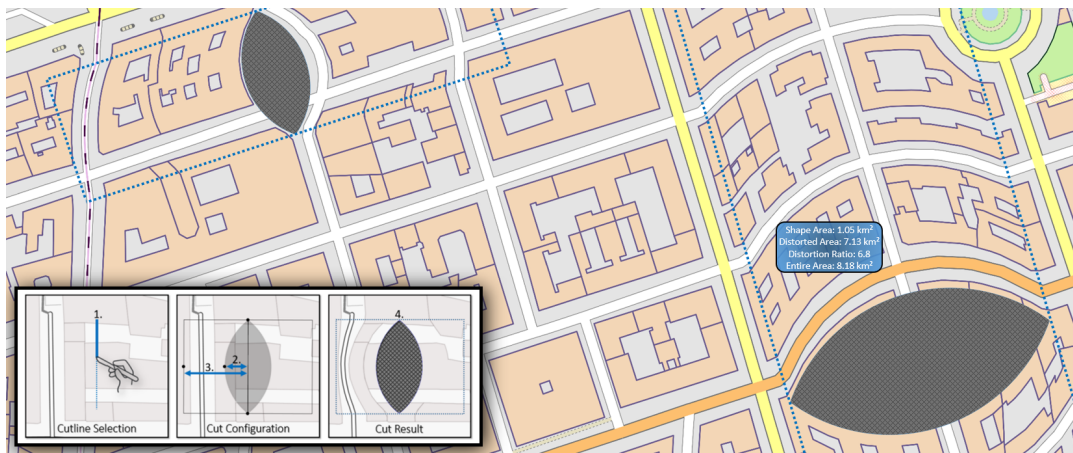 Shape Area: 1.05 km²
Distorted Area: 7.13 km²
Distortion Ratio: 6.8
Entire Area: 8.18 km²
1.
2.
3.
4.
Cutline Selection
Cut Configuration
Cut Result